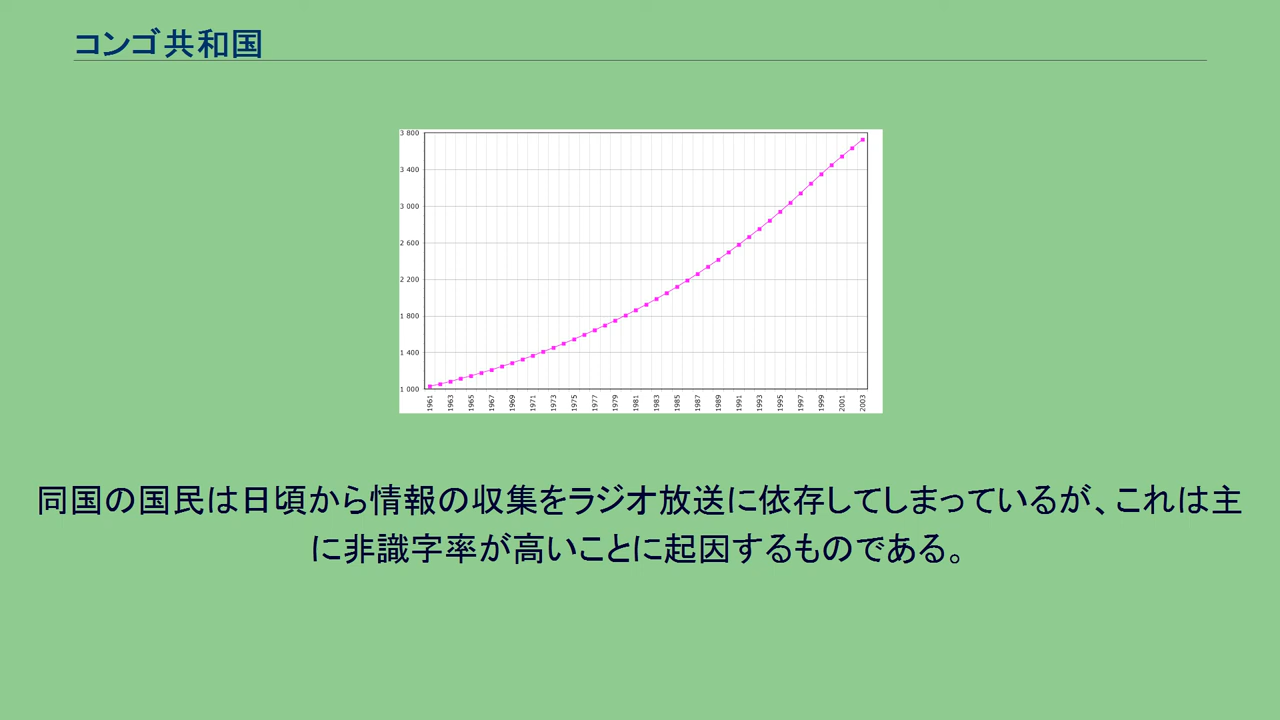 コンゴ共和国
3 800
3 400
3 000
2 600
2 200
1 800
1 400
1 000
1961 1963 1965 1967 1969 1971 1973 1975 1977 1979 1981 1983 1985 1987 1989 1991 1993 1995 1997 1999 2001 2003
同国の国民は日頃から情報の収集をラジオ放送に依存してしまっているが、これは主
に非識字率が高いことに起因するものである。